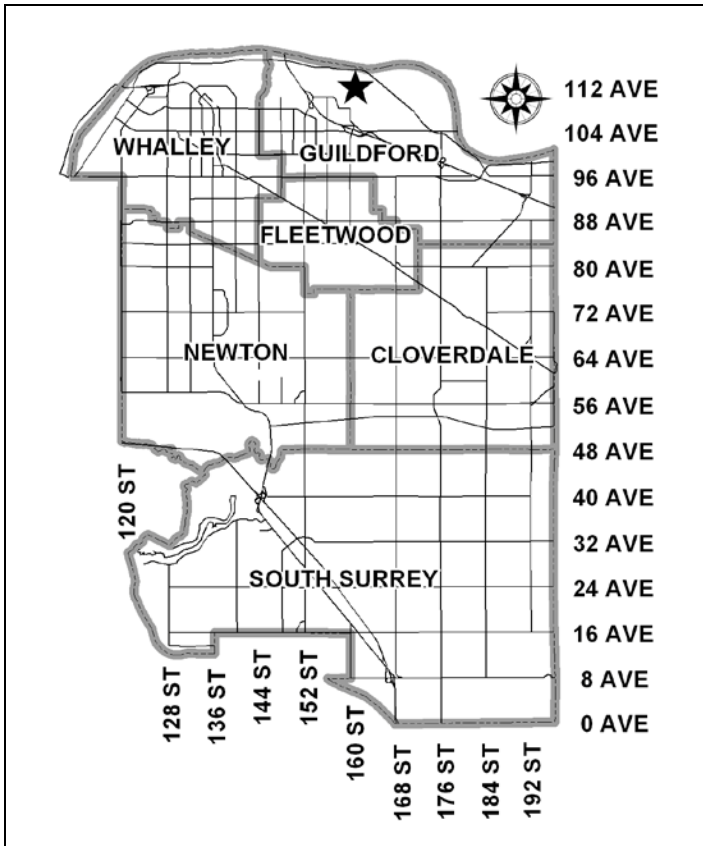 112 AVE
104 AVE
WHALLEY
GUILDFORD
96 AVE
88 AVE
FLEETWOOD
80 AVE
72 AVE
NEWTON
CLOVERDALE
64 AVE
56 AVE
48 AVE
120 ST
40 AVE
32 AVE
SOUTH SURREY
24 AVE
16 AVE
8 AVE
0 AVE
128 ST
136 ST
144 ST
152 ST
160 ST
168 ST
176 ST
184 ST
192 ST